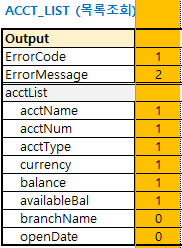 ACCT_LIST (목록조회)
Output
ErrorCode 1
ErrorMessage 2
acctList
acctName 1
acctNum 1
acctType 1
currency 1
balance 1
availableBal 1
branchName 0
openDate 0